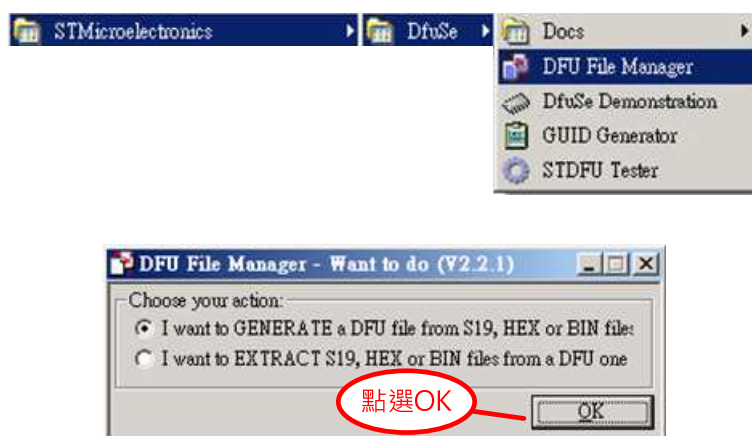 STMicroelectronics
DfuSe
Docs
DFU File Manager
DfuSe Demonstration
GUID Generator
STDFU Tester
DFU File Manager - Want to do (V2.2.1)
Choose your action:
I want to GENERATE a DFU file from S19, HEX or BIN files
I want to EXTRACT S19, HEX or BIN files from a DFU one
點選OK
OK